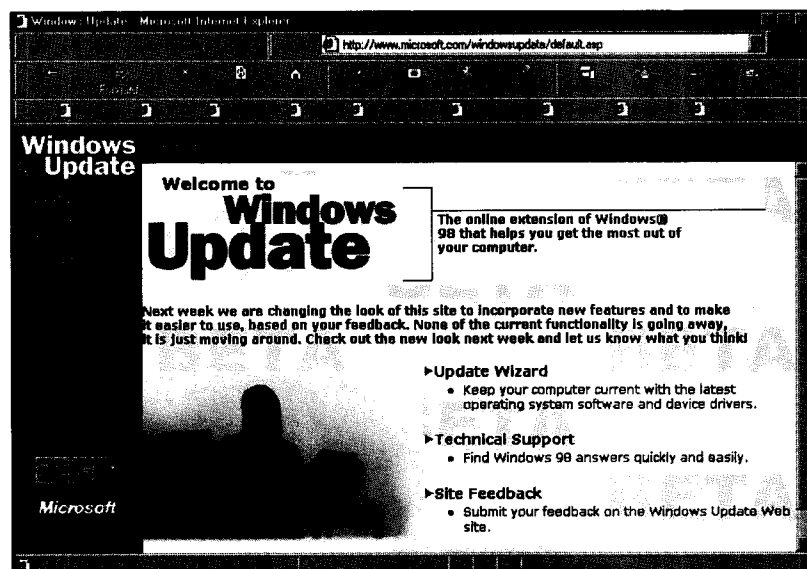 Windows Update - Microsoft Internet Explorer
http://www.microsoft.com/windowsupdate/default.asp
Windows
Update
Welcome to
Windows
Update
The online extension of Windows®
98 that helps you get the most out of
your computer.
Next week we are changing the look of this site to incorporate new features and to make
it easier to use, based on your feedback. None of the current functionality is going away,
it is just moving around. Check out the new look next week and let us know what you think!
BETA
BETA
BETA
▶Update Wizard
• Keep your computer current with the latest
operating system software and device drivers.
▶Technical Support
• Find Windows 98 answers quickly and easily.
▶Site Feedback
• Submit your feedback on the Windows Update Web
site.
Microsoft